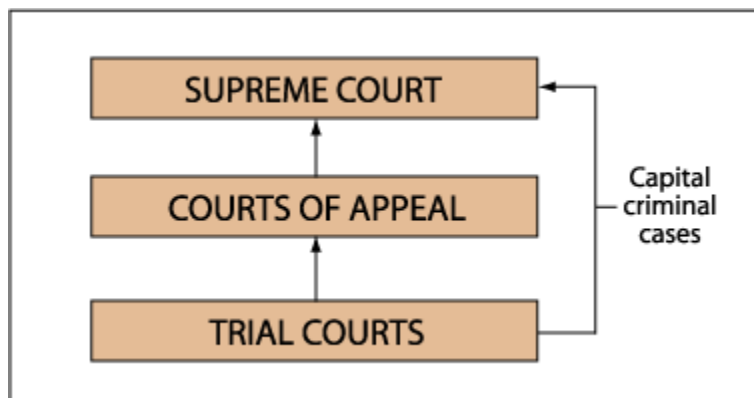 SUPREME COURT
COURTS OF APPEAL
TRIAL COURTS
Capital
criminal
cases